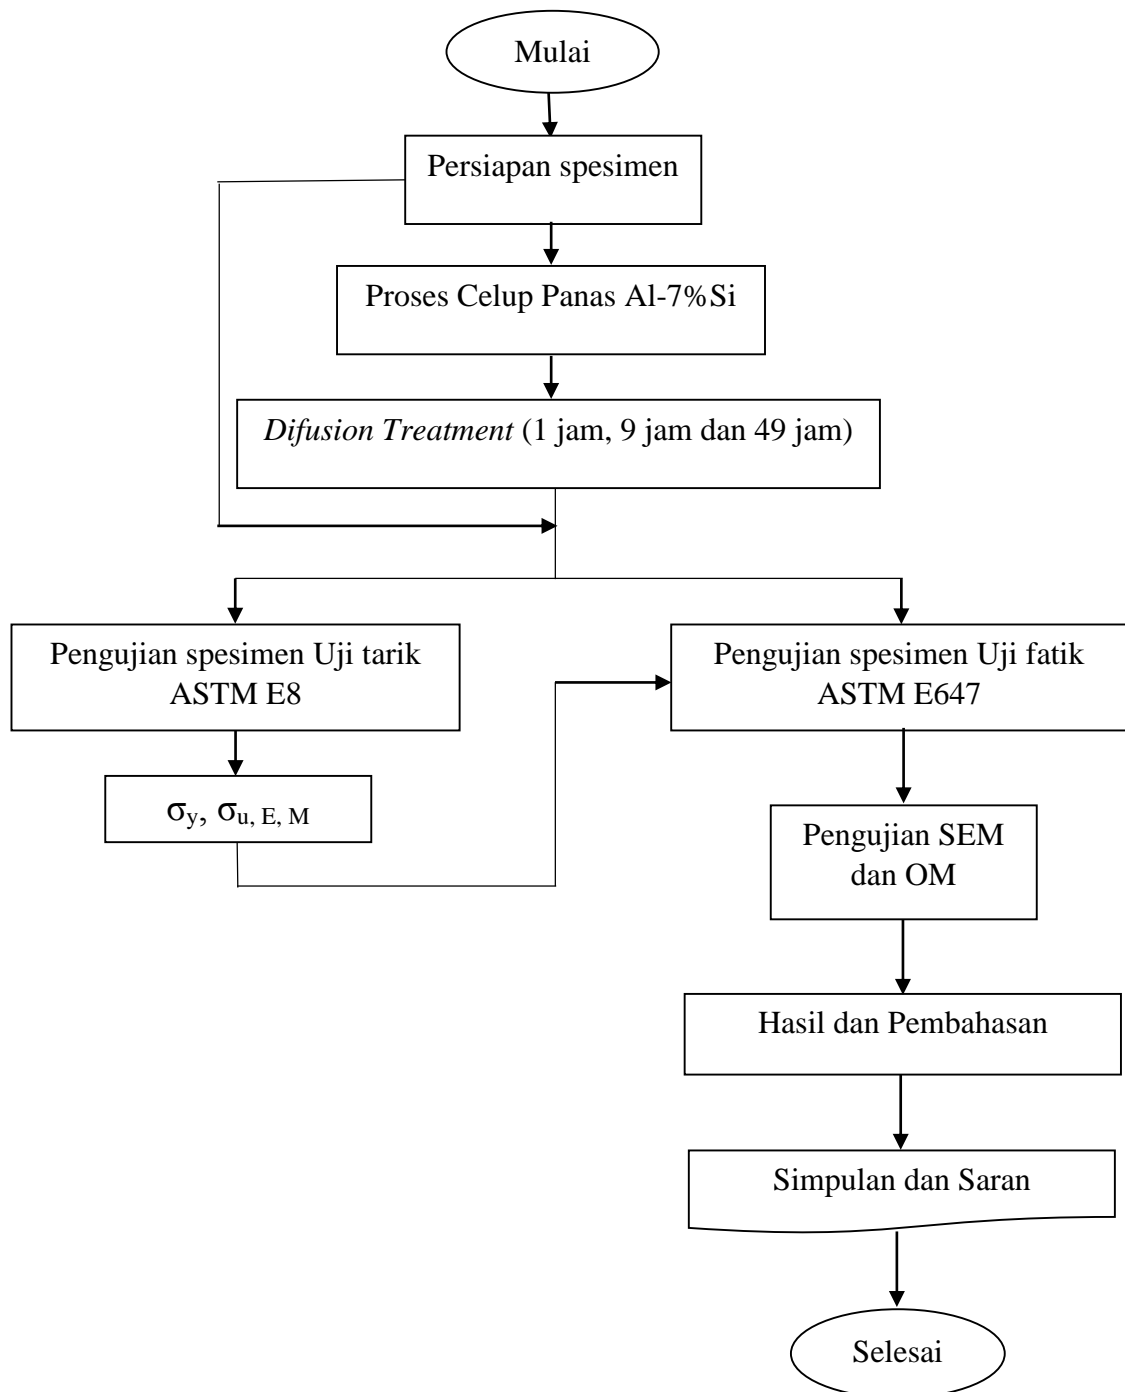 Mulai
Persiapan spesimen
Proses Celup Panas Al-7%Si
Difusion Treatment (1 jam, 9 jam dan 49 jam)
Pengujian spesimen Uji tarik
ASTM E8
Pengujian spesimen Uji fatik
ASTM E647
σy, σu, E, M
Pengujian SEM
dan OM
Hasil dan Pembahasan
Simpulan dan Saran
Selesai